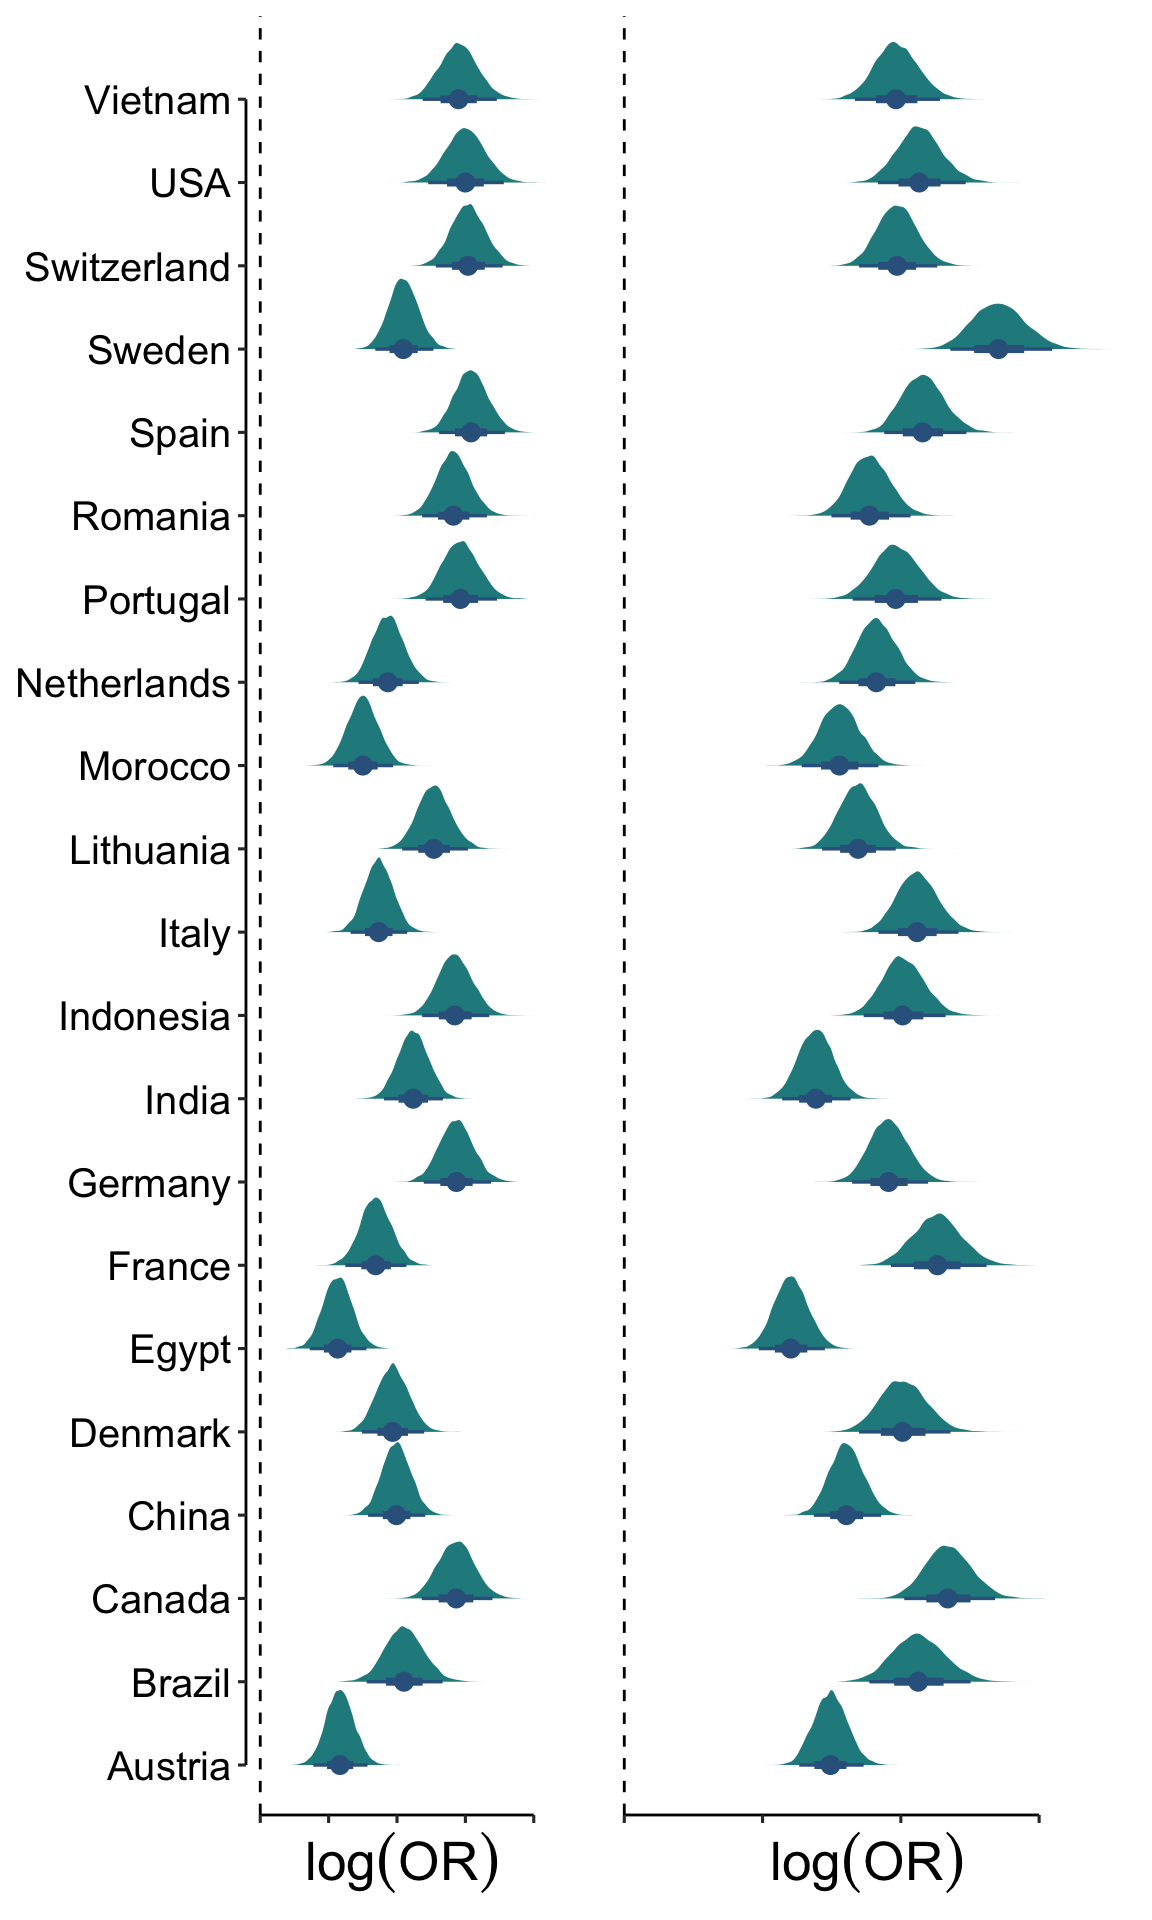 Vietnam
USA
Switzerland
Sweden
Spain
Romania
Portugal
Netherlands
Morocco
Lithuania
Italy
Indonesia
India
Germany
France
Egypt
Denmark
China
Canada
Brazil
Austria
log(OR) log(OR)